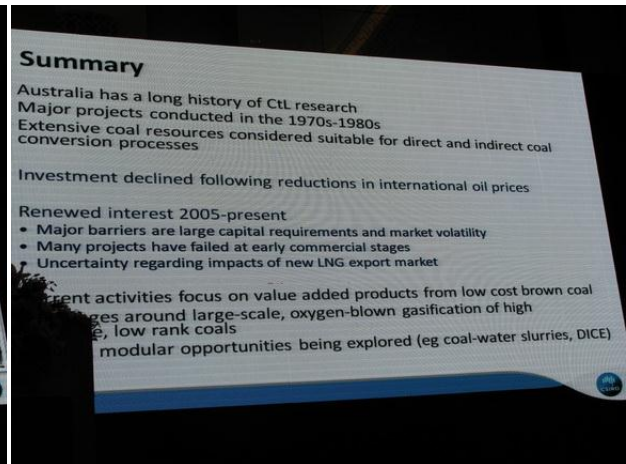 Summary
Australia has a long history of CtL research
Major projects conducted in the 1970s-1980s
Extensive coal resources considered suitable for direct and indirect coal
conversion processes
Investment declined following reductions in international oil prices
Renewed interest 2005-present
• Major barriers are large capital requirements and market volatility
• Many projects have failed at early commercial stages
• Uncertainty regarding impacts of new LNG export market
rrent activities focus on value added products from low cost brown coal
ges around large-scale, oxygen-blown gasification of high
e, low rank coals
modular opportunities being explored (eg coal-water slurries, DICE)
CSIRO